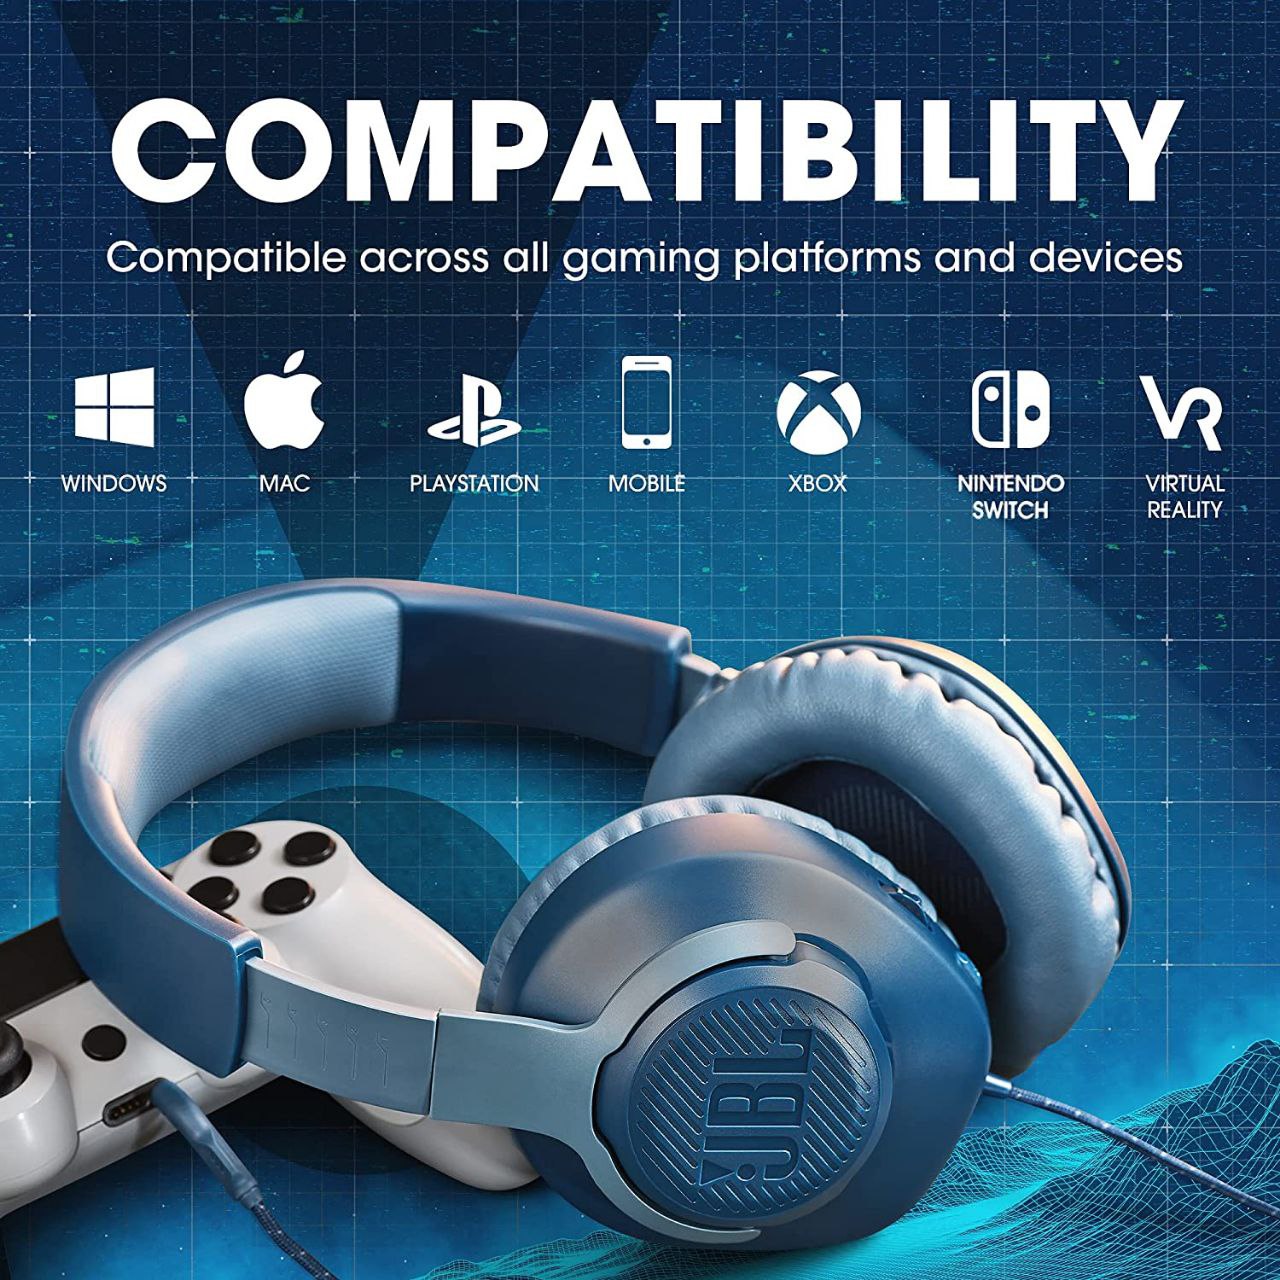 COMPATIBILITY
Compatible across all gaming platforms and devices
WINDOWS
MAC
PLAYSTATION
MOBILE
XBOX
NINTENDO
SWITCH
VR
VIRTUAL
REALITY
JBL